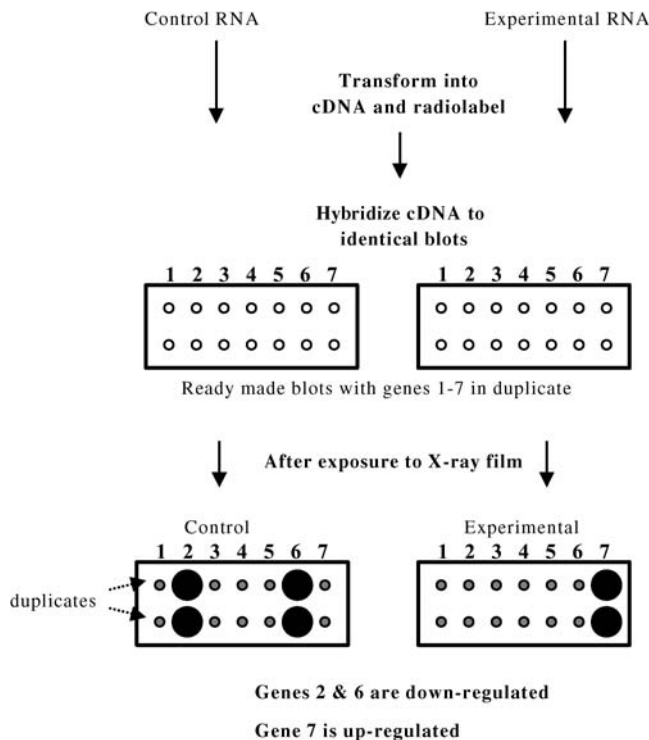 Control RNA Experimental RNA
Transform into
cDNA and radiolabel
Hybridize cDNA to
identical blots
1 2 3 4 5 6 7 1 2 3 4 5 6 7
Ready made blots with genes 1-7 in duplicate
After exposure to X-ray film
Control Experimental
1 2 3 4 5 6 7 1 2 3 4 5 6 7
duplicates
Genes 2 & 6 are down-regulated
Gene 7 is up-regulated